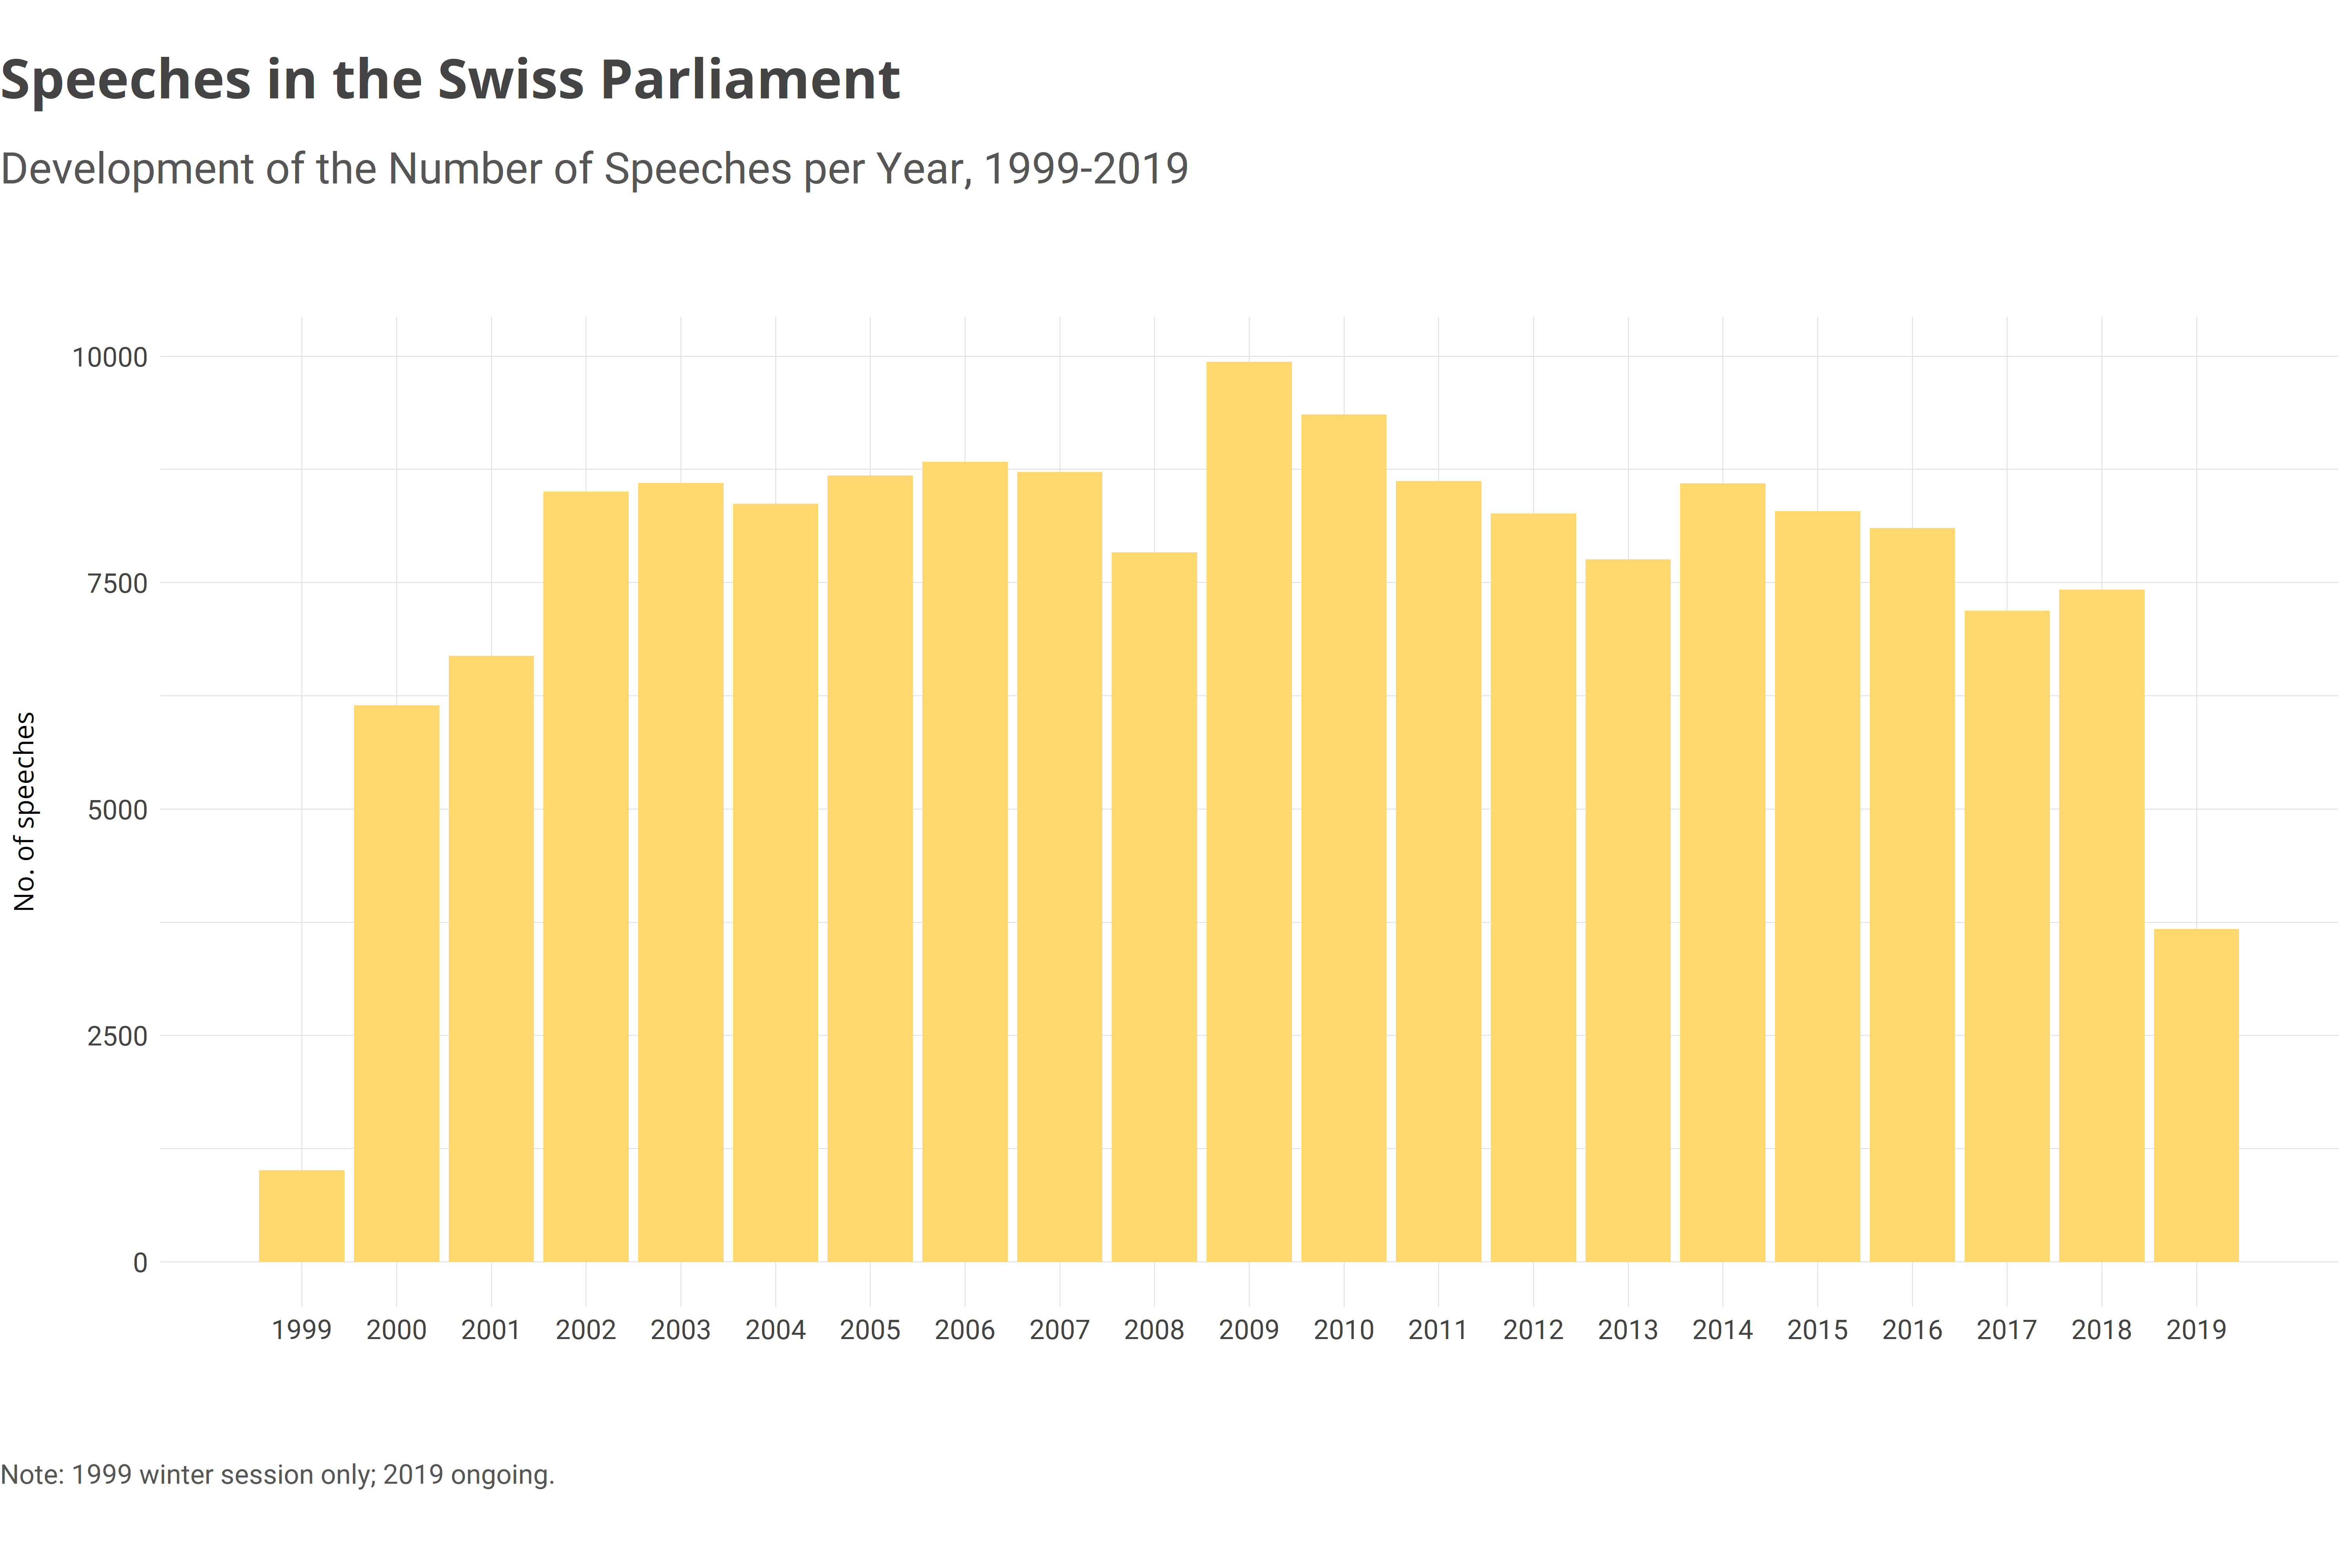 Speeches in the Swiss Parliament
Development of the Number of Speeches per Year, 1999-2019
10000
7500
5000
2500
0
No. of speeches
1999 2000 2001 2002 2003 2004 2005 2006 2007 2008 2009 2010 2011 2012 2013 2014 2015 2016 2017 2018 2019
Note: 1999 winter session only; 2019 ongoing.